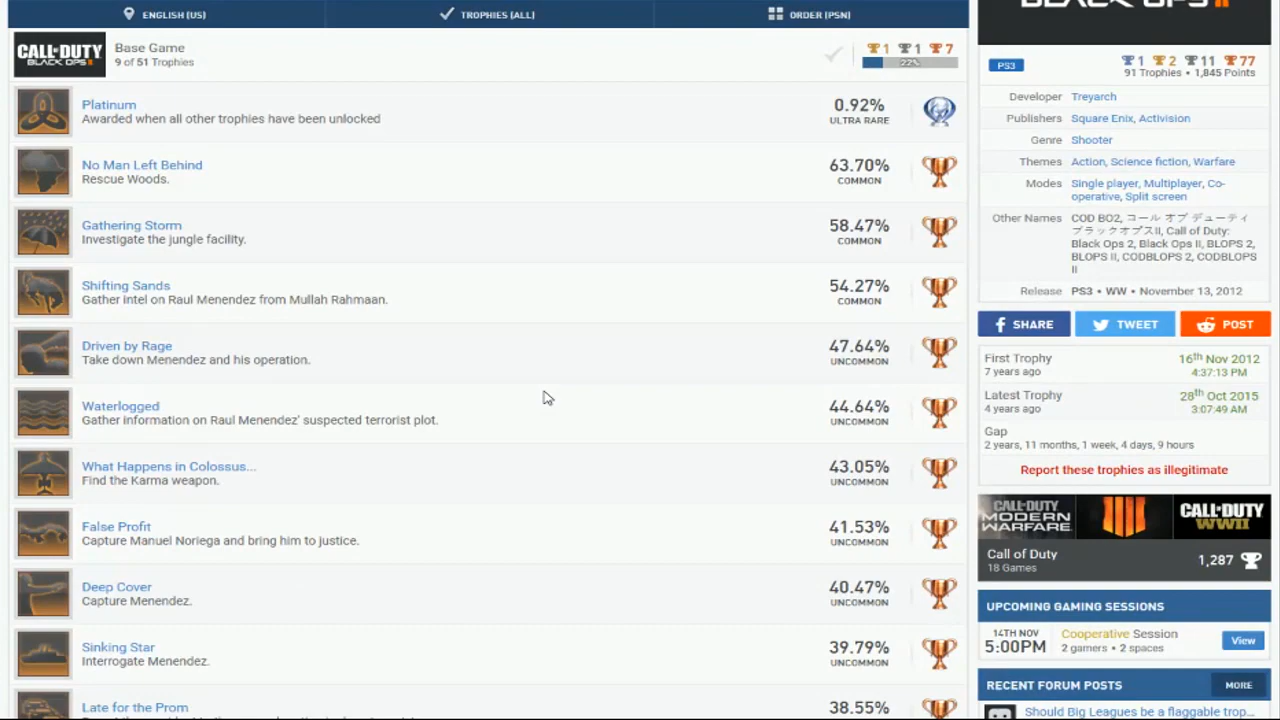 ENGLISH (US)
TROPHIES (ALL)
ORDER (PSN)
CALL OF DUTY
BLACK OPS II
Base Game
9 of 51 Trophies
1 1 7
22%
Platinum
Awarded when all other trophies have been unlocked
0.92%
ULTRA RARE
No Man Left Behind
Rescue Woods.
63.70%
COMMON
Gathering Storm
Investigate the jungle facility.
58.47%
COMMON
Shifting Sands
Gather intel on Raul Menendez from Mullah Rahmaan.
54.27%
COMMON
Driven by Rage
Take down Menendez and his operation.
47.64%
UNCOMMON
Waterlogged
Gather information on Raul Menendez' suspected terrorist plot.
44.64%
UNCOMMON
What Happens in Colossus...
Find the Karma weapon.
43.05%
UNCOMMON
False Profit
Capture Manuel Noriega and bring him to justice.
41.53%
UNCOMMON
Deep Cover
Capture Menendez.
40.47%
UNCOMMON
Sinking Star
Interrogate Menendez.
39.79%
UNCOMMON
Late for the Prom
38.55%
BLACK OPS II
PS3
1 2 11 77
91 Trophies • 1,845 Points
Developer Treyarch
Publishers Square Enix, Activision
Genre Shooter
Themes Action, Science fiction, Warfare
Modes Single player, Multiplayer, Co-
operative, Split screen
Other Names COD BO2, コール オブ デューティ
ブラックオプスII, Call of Duty:
Black Ops 2, Black Ops II, BLOPS 2,
BLOPS II, CODBLOPS 2, CODBLOPS
II
Release PS3 • WW • November 13, 2012
SHARE
TWEET
POST
First Trophy 16th Nov 2012
7 years ago 4:37:13 PM
Latest Trophy 28th Oct 2015
4 years ago 3:07:49 AM
Gap
2 years, 11 months, 1 week, 4 days, 9 hours
Report these trophies as illegitimate
CALL OF DUTY
MODERN
WARFARE
IIII
CALL OF DUTY
WWII
Call of Duty
18 Games
1,287
UPCOMING GAMING SESSIONS
14TH NOV
5:00PM
Cooperative Session
2 gamers • 2 spaces
View
RECENT FORUM POSTS
MORE
Should Big Leagues be a flaggable trop...